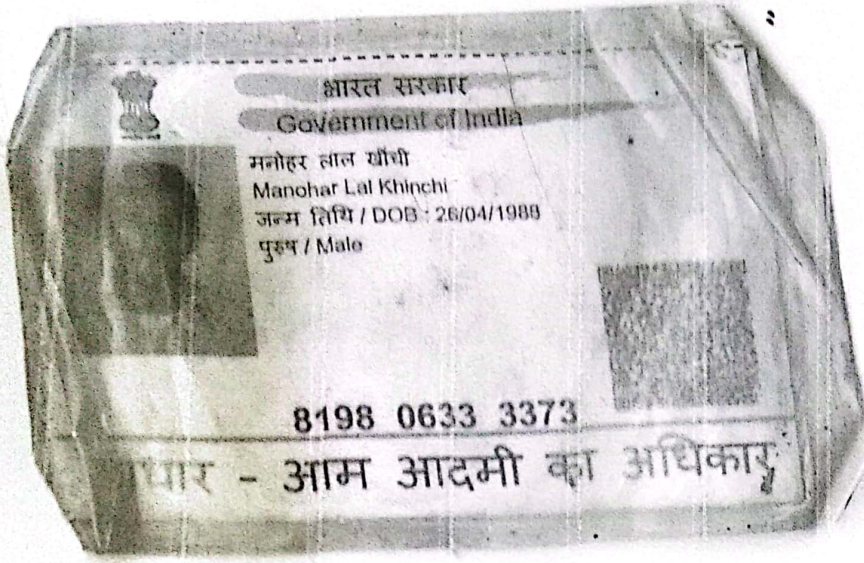 भारत सरकार
Government of India
मनोहर लाल खींची
Manohar Lal Khinchi
जन्म तिथि / DOB : 26/04/1988
पुरुष / Male
8198 0633 3373
- आम आदमी का अधिकार